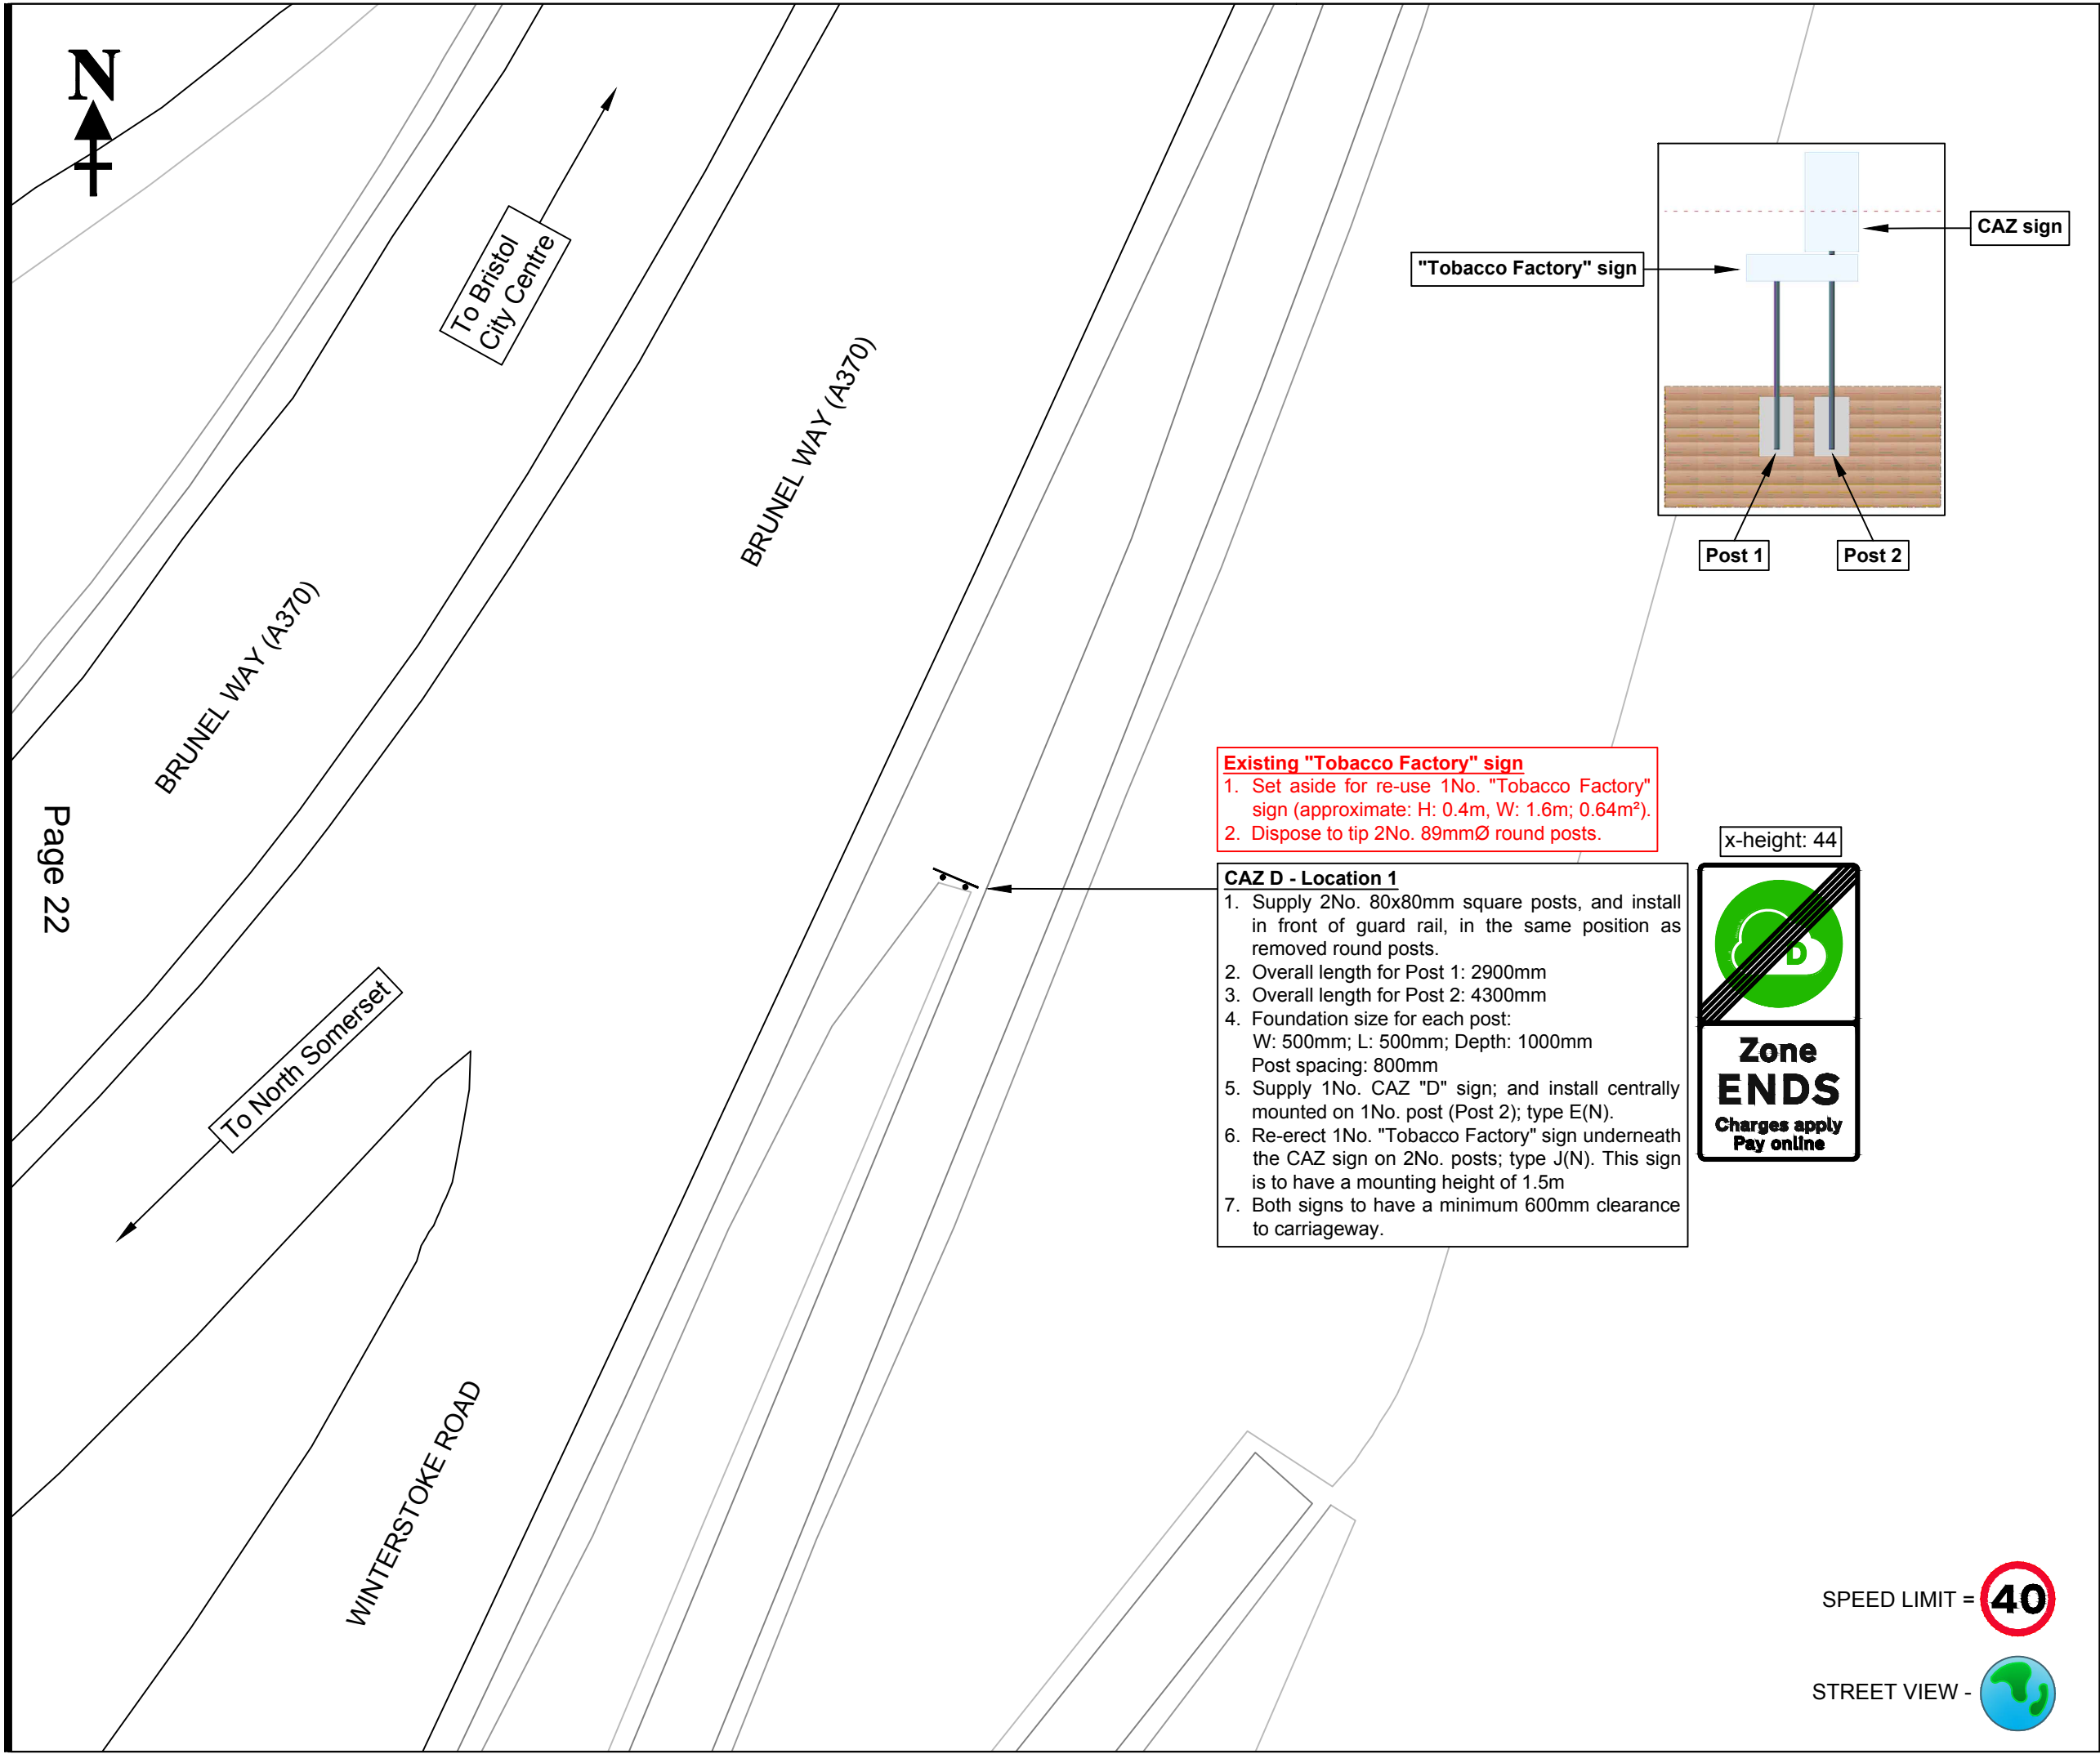 N
To Bristol
City Centre
BRUNEL WAY (A370)
BRUNEL WAY (A370)
CAZ sign
"Tobacco Factory" sign
Post 1
Post 2
Page 22
Existing "Tobacco Factory" sign
1. Set aside for re-use 1No. "Tobacco Factory"
sign (approximate: H: 0.4m, W: 1.6m; 0.64m²).
2. Dispose to tip 2No. 89mmØ round posts.
CAZ D - Location 1
1. Supply 2No. 80x80mm square posts, and install
in front of guard rail, in the same position as
removed round posts.
2. Overall length for Post 1: 2900mm
3. Overall length for Post 2: 4300mm
4. Foundation size for each post:
W: 500mm; L: 500mm; Depth: 1000mm
Post spacing: 800mm
5. Supply 1No. CAZ "D" sign; and install centrally
mounted on 1No. post (Post 2); type E(N).
6. Re-erect 1No. "Tobacco Factory" sign underneath
the CAZ sign on 2No. posts; type J(N). This sign
is to have a mounting height of 1.5m
7. Both signs to have a minimum 600mm clearance
to carriageway.
x-height: 44
D
Zone
ENDS
Charges apply
Pay online
To North Somerset
WINTERSTOKE ROAD
SPEED LIMIT = 40
STREET VIEW -